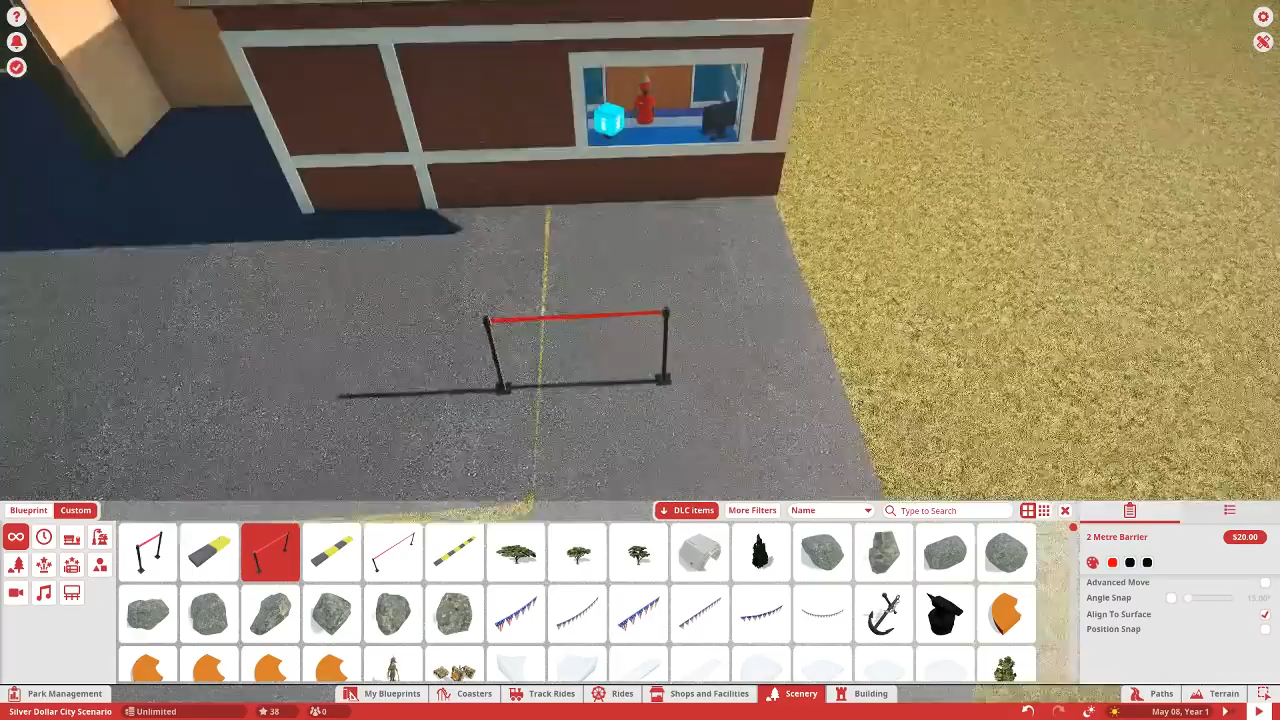 ?
Blueprint
Custom
DLC items
More Filters
Name
Type to Search
2 Metre Barrier
$20.00
Advanced Move
Angle Snap
15.00°
Align To Surface
Position Snap
Park Management
My Blueprints
Coasters
Track Rides
Rides
Shops and Facilities
Scenery
Building
Paths
Terrain
Silver Dollar City Scenario
Unlimited
38
0
May 08, Year 1